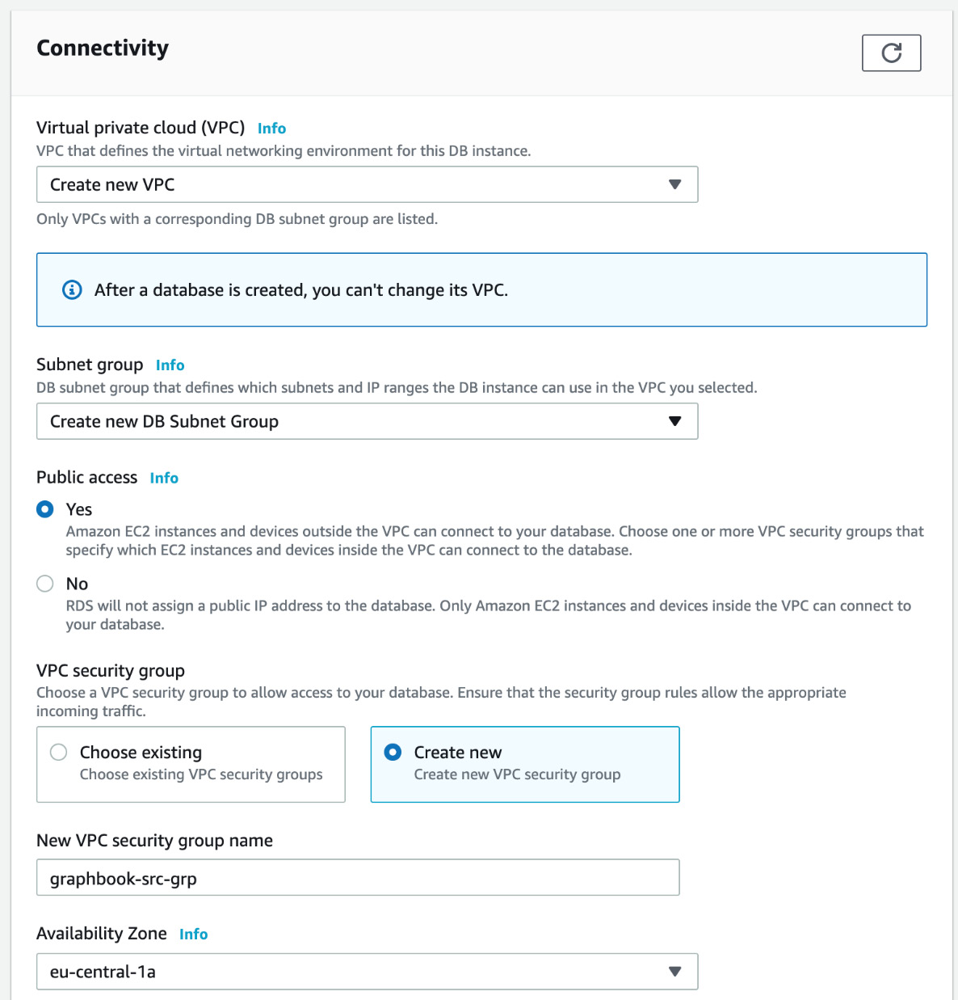 Connectivity
Virtual private cloud (VPC) Info
VPC that defines the virtual networking environment for this DB instance.
Create new VPC
Only VPCs with a corresponding DB subnet group are listed.
After a database is created, you can't change its VPC.
Subnet group Info
DB subnet group that defines which subnets and IP ranges the DB instance can use in the VPC you selected.
Create new DB Subnet Group
Public access Info
Yes
Amazon EC2 instances and devices outside the VPC can connect to your database. Choose one or more VPC security groups that
specify which EC2 instances and devices inside the VPC can connect to the database.
No
RDS will not assign a public IP address to the database. Only Amazon EC2 instances and devices inside the VPC can connect to
your database.
VPC security group
Choose a VPC security group to allow access to your database. Ensure that the security group rules allow the appropriate
incoming traffic.
Choose existing
Choose existing VPC security groups
Create new
Create new VPC security group
New VPC security group name
graphbook-src-grp
Availability Zone Info
eu-central-1a